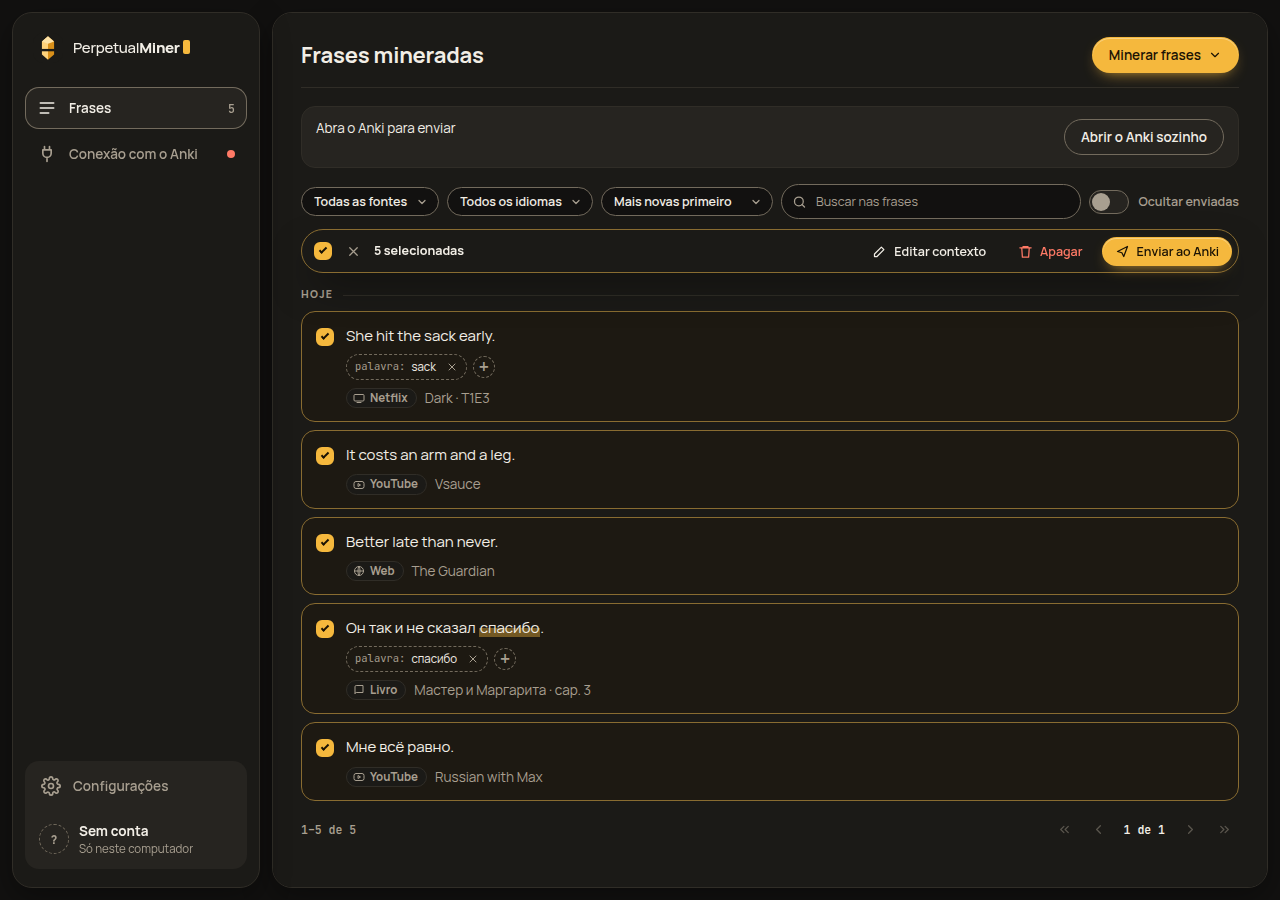 PerpetualMiner
Frases 5
Conexão com o Anki
Configurações
?
Sem conta
Só neste computador
Frases mineradas
Minerar frases
Abra o Anki para enviar
Abrir o Anki sozinho
Todas as fontes
Todos os idiomas
Mais novas primeiro
Buscar nas frases
Ocultar enviadas
5 selecionadas
Editar contexto
Apagar
Enviar ao Anki
HOJE
She hit the sack early.
palavra: sack
Netflix Dark · T1E3
It costs an arm and a leg.
YouTube Vsauce
Better late than never.
Web The Guardian
Он так и не сказал спасибо.
palavra: спасибо
Livro Мастер и Маргарита · cap. 3
Мне всё равно.
YouTube Russian with Max
1–5 de 5
1 de 1